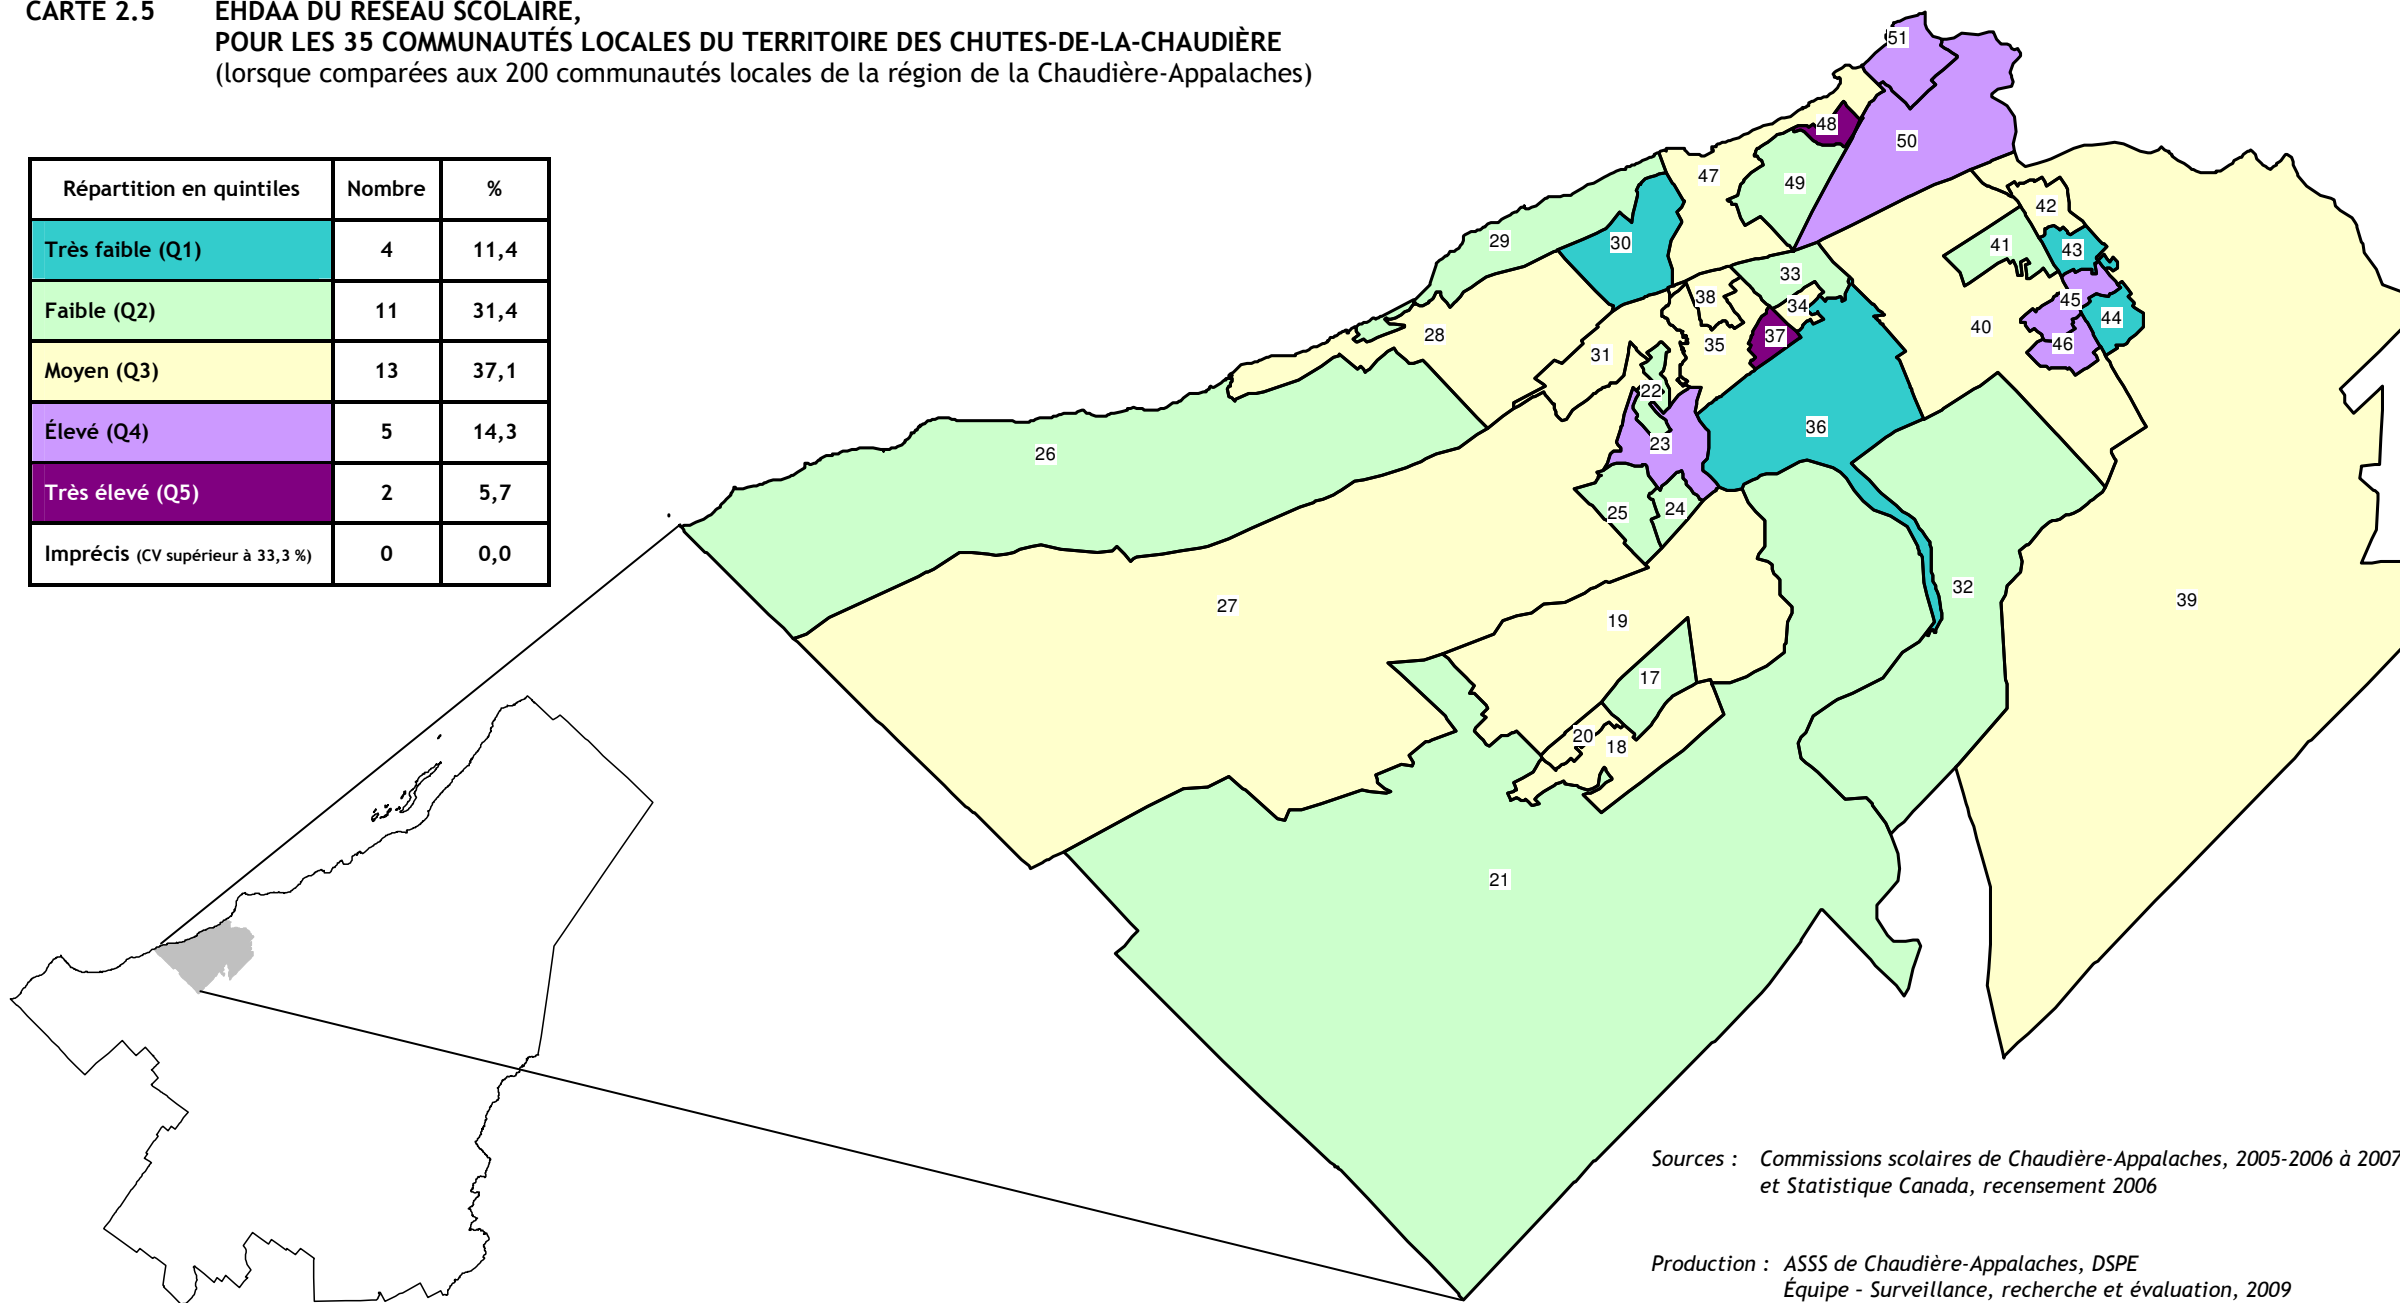 CARTE 2.5 EHDAA DU RÉSEAU SCOLAIRE,
POUR LES 35 COMMUNAUTÉS LOCALES DU TERRITOIRE DES CHUTES-DE-LA-CHAUDIÈRE
(lorsque comparées aux 200 communautés locales de la région de la Chaudière-Appalaches)
Répartition en quintiles Nombre %
Très faible (Q1) 4 11,4
Faible (Q2) 11 31,4
Moyen (Q3) 13 37,1
Élevé (Q4) 5 14,3
Très élevé (Q5) 2 5,7
Imprécis (CV supérieur à 33,3 %) 0 0,0
51
48
50
47
49
42
29
30
41
43
33
38
34
45
44
28
37
40
46
31
35
22
36
23
26
25
24
32
27
39
19
17
20
18
21
Sources : Commissions scolaires de Chaudière-Appalaches, 2005-2006 à 2007
et Statistique Canada, recensement 2006
Production : ASSS de Chaudière-Appalaches, DSPE
Équipe - Surveillance, recherche et évaluation, 2009